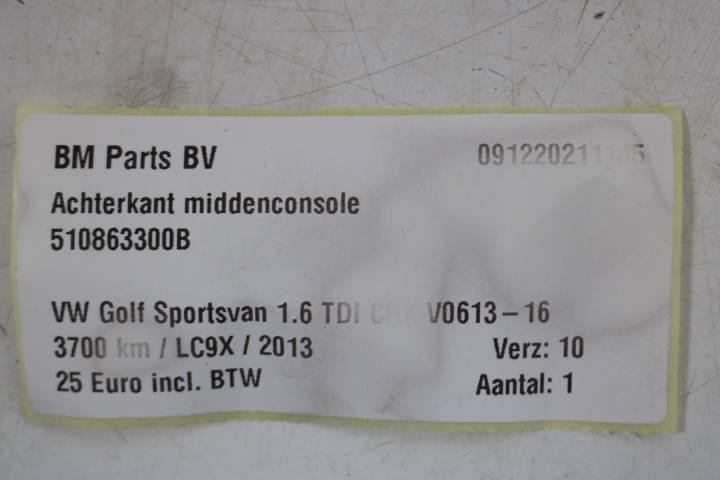 BM Parts BV
Achterkant middenconsole
510863300B
VW Golf Sportsvan 1.6 TDI V0613-16
3700 km / LC9X / 2013 Verz: 10
25 Euro incl. BTW Aantal: 1